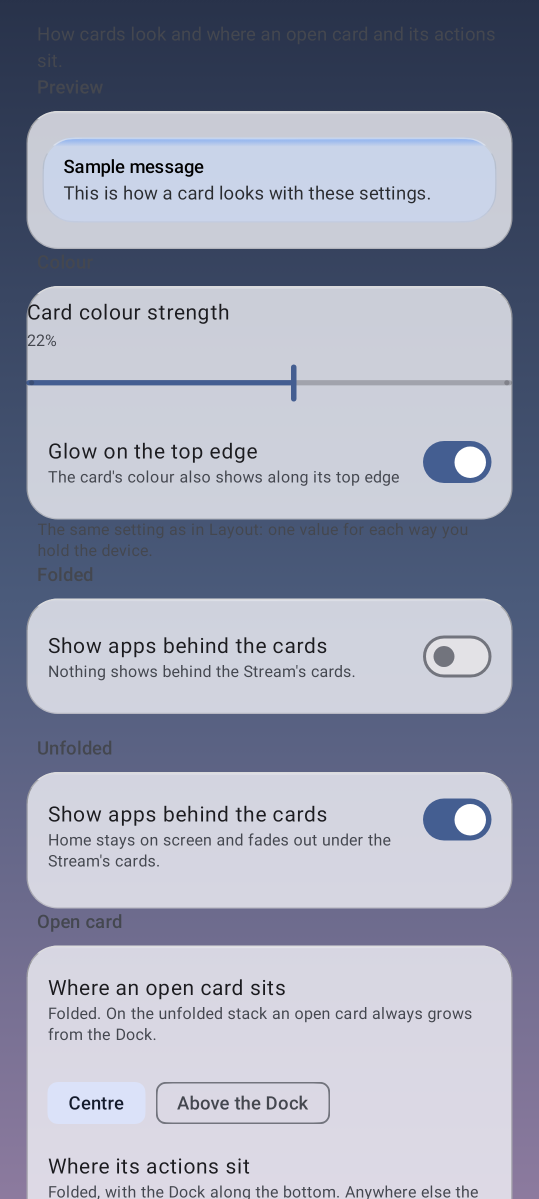 How cards look and where an open card and its actions
sit.
Preview
Sample message
This is how a card looks with these settings.
Colour
Card colour strength
22%
Glow on the top edge
The card's colour also shows along its top edge
The same setting as in Layout: one value for each way you
hold the device.
Folded
Show apps behind the cards
Nothing shows behind the Stream's cards.
Unfolded
Show apps behind the cards
Home stays on screen and fades out under the
Stream's cards.
Open card
Where an open card sits
Folded. On the unfolded stack an open card always grows
from the Dock.
Centre
Above the Dock
Where its actions sit
Folded, with the Dock along the bottom. Anywhere else the